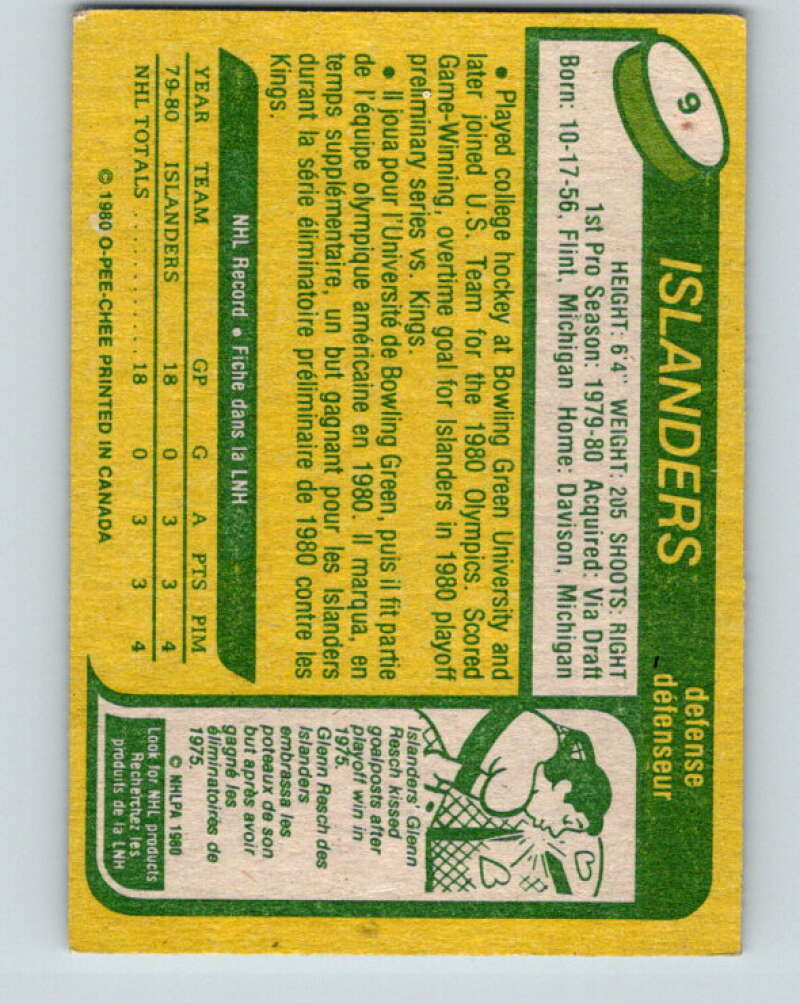 9
ISLANDERS
defense
défenseur
HEIGHT: 6'4" WEIGHT: 205 SHOOTS: RIGHT
1st Pro Season: 1979-80 Acquired: Via Draft
Born: 10-17-56, Flint, Michigan Home: Davison, Michigan
• Played college hockey at Bowling Green University and
later joined U.S. Team for the 1980 Olympics. Scored
Game-Winning, overtime goal for Islanders in 1980 playoff
preliminary series vs. Kings.
• Il joua pour l'Université de Bowling Green, puis il fit partie
de l'équipe olympique américaine en 1980. Il marqua, en
temps supplémentaire, un but gagnant pour les Islanders
durant la série éliminatoire préliminaire de 1980 contre les
Kings.
NHL Record • Fiche dans la LNH
YEAR TEAM GP G A PTS PIM
79-80 ISLANDERS 18 0 3 3 4
NHL TOTALS . . . . . . . . . . . . . . . 18 0 3 3 4
© 1980 O-PEE-CHEE PRINTED IN CANADA
Islanders' Glenn
Resch kissed
goalposts after
playoff win in
1975.
Glenn Resch des
Islanders
embrassa les
poteaux de son
but après avoir
gagné les
éliminatoires de
1975.
© NHLPA 1980
Look for NHL products
Recherchez les
produits de la LNH